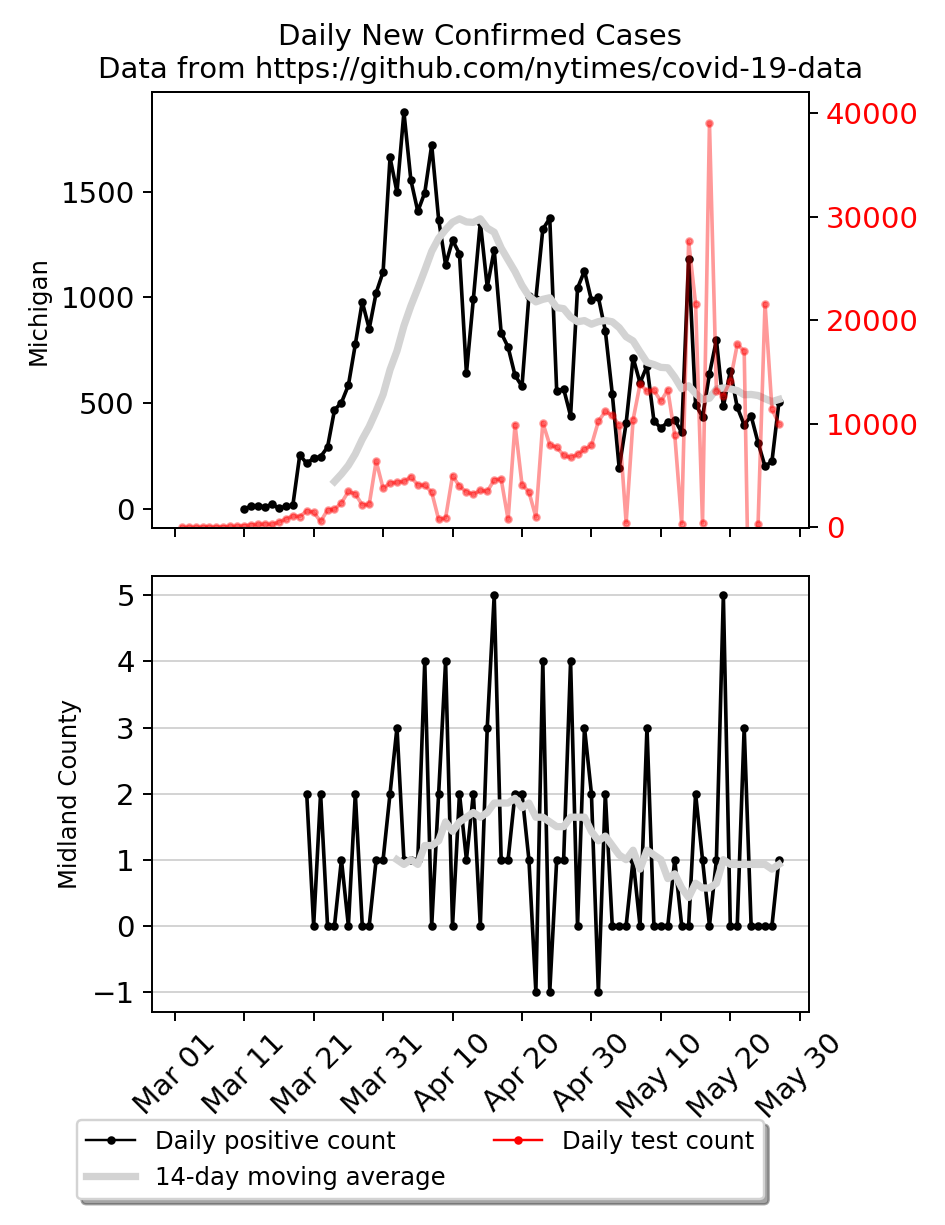 Daily New Confirmed Cases
Data from https://github.com/nytimes/covid-19-data
Michigan
1500
1000
500
0
40000
30000
20000
10000
0
Midland County
5
4
3
2
1
0
−1
Mar 01
Mar 11
Mar 21
Mar 31
Apr 10
Apr 20
Apr 30
May 10
May 20
May 30
Daily positive count
14-day moving average
Daily test count